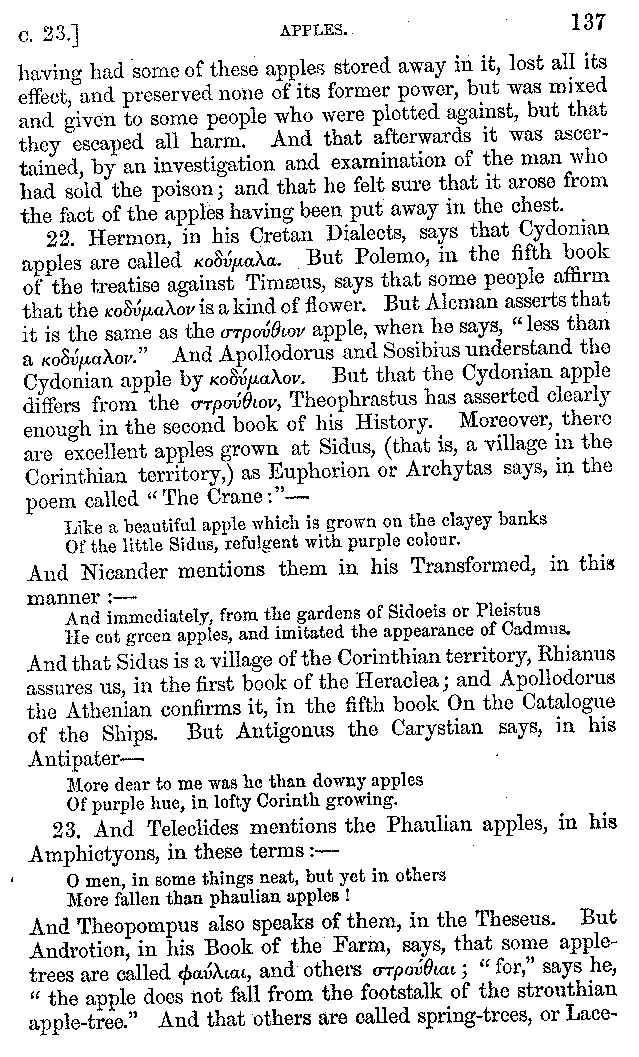 c. 23.] APPLES. 137
having had some of these apples stored away in it, lost all its
effect, and preserved none of its former power, but was mixed
and given to some people who were plotted against, but that
they escaped all harm. And that afterwards it was ascer-
tained, by an investigation and examination of the man who
had sold the poison; and that he felt sure that it arose from
the fact of the apples having been put away in the chest.
22. Hermon, in his Cretan Dialects, says that Cydonian
apples are called κοδύμαλα. But Polemo, in the fifth book
of the treatise against Timæus, says that some people affirm
that the κοδύμαλον is a kind of flower. But Alcman asserts that
it is the same as the στρούθιον apple, when he says, "less than
a κοδύμαλον." And Apollodorus and Sosibius understand the
Cydonian apple by κοδύμαλον. But that the Cydonian apple
differs from the στρούθιον, Theophrastus has asserted clearly
enough in the second book of his History. Moreover, there
are excellent apples grown at Sidus, (that is, a village in the
Corinthian territory,) as Euphorion or Archytas says, in the
poem called "The Crane:"—
Like a beautiful apple which is grown on the clayey banks
Of the little Sidus, refulgent with purple colour.
And Nicander mentions them in his Transformed, in this
manner :—
And immediately, from the gardens of Sidoeis or Pleistus
He cut green apples, and imitated the appearance of Cadmus.
And that Sidus is a village of the Corinthian territory, Rhianus
assures us, in the first book of the Heraclea; and Apollodorus
the Athenian confirms it, in the fifth book On the Catalogue
of the Ships. But Antigonus the Carystian says, in his
Antipater—
More dear to me was he than downy apples
Of purple hue, in lofty Corinth growing.
23. And Teleclides mentions the Phaulian apples, in his
Amphictyons, in these terms :—
O men, in some things neat, but yet in others
More fallen than phaulian apples !
And Theopompus also speaks of them, in the Theseus. But
Androtion, in his Book of the Farm, says, that some apple-
trees are called φαύλιαι, and others στρούθιαι ; "for," says he,
"the apple does not fall from the footstalk of the strouthian
apple-tree." And that others are called spring-trees, or Lace-